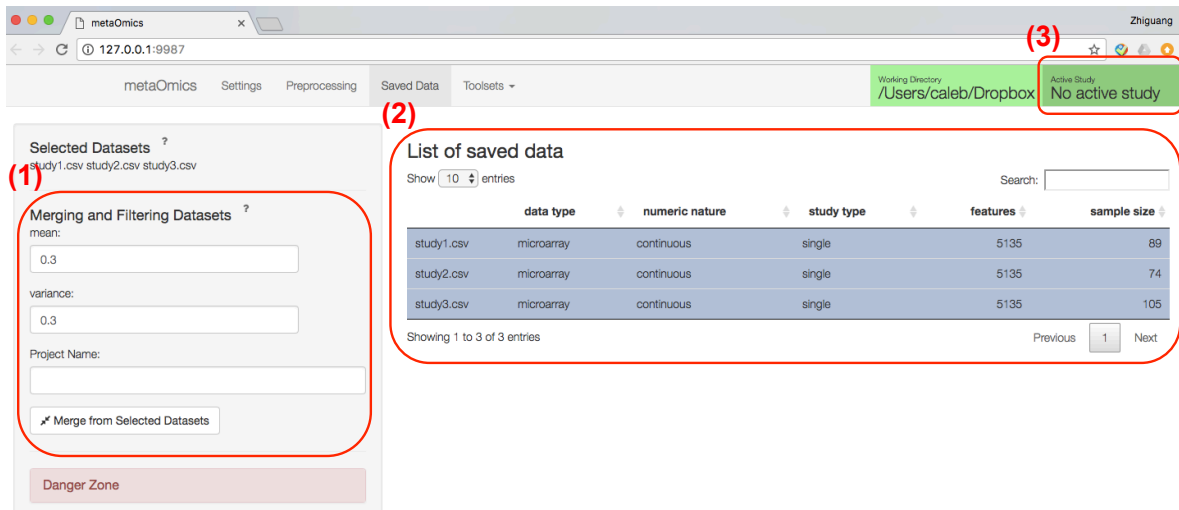 metaOmics
Zhiguang
127.0.0.1:9987
(3)
metaOmics Settings Preprocessing Saved Data Toolsets
Working Directory
/Users/caleb/Dropbox
Active Study
No active study
(2)
Selected Datasets ?
study1.csv study2.csv study3.csv
(1)
Merging and Filtering Datasets ?
mean:
0.3
variance:
0.3
Project Name:
Merge from Selected Datasets
Danger Zone
List of saved data
Show 10 entries
Search:
data type numeric nature study type features sample size
study1.csv microarray continuous single 5135 89
study2.csv microarray continuous single 5135 74
study3.csv microarray continuous single 5135 105
Showing 1 to 3 of 3 entries
Previous 1 Next